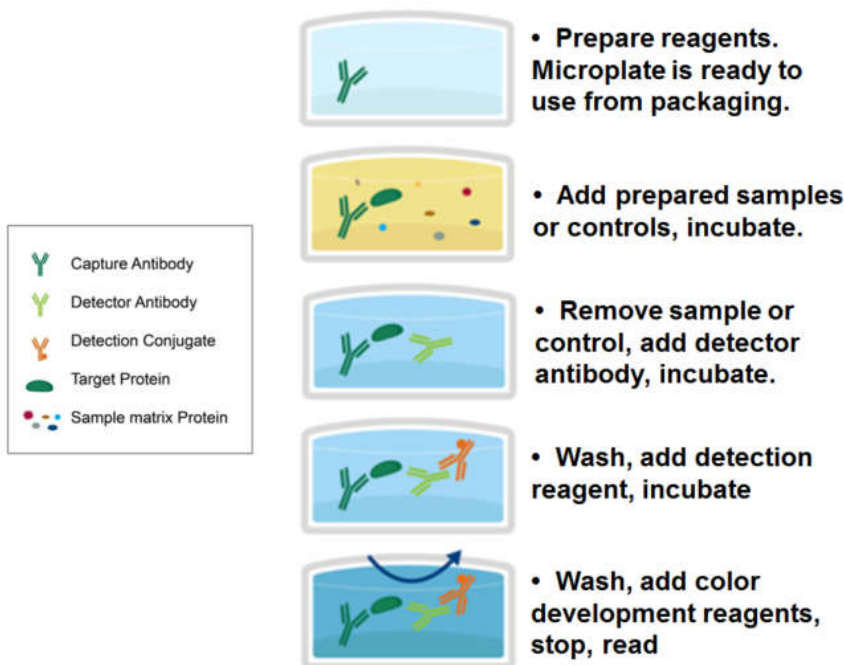 • Prepare reagents.
Microplate is ready to
use from packaging.
• Add prepared samples
or controls, incubate.
Capture Antibody
Detector Antibody
Detection Conjugate
Target Protein
Sample matrix Protein
• Remove sample or
control, add detector
antibody, incubate.
• Wash, add detection
reagent, incubate
• Wash, add color
development reagents,
stop, read